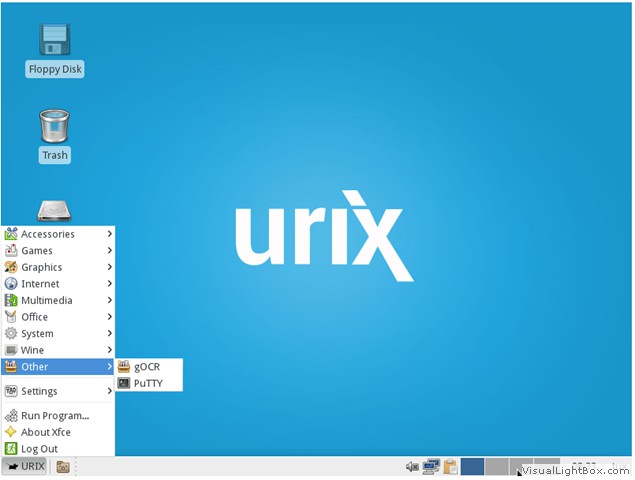 Floppy Disk
Trash
urix
Accessories
Games
Graphics
Internet
Multimedia
Office
System
Wine
Other
gOCR
PuTTY
Settings
Run Program...
About Xfce
Log Out
URIX
VisualLightBox.com